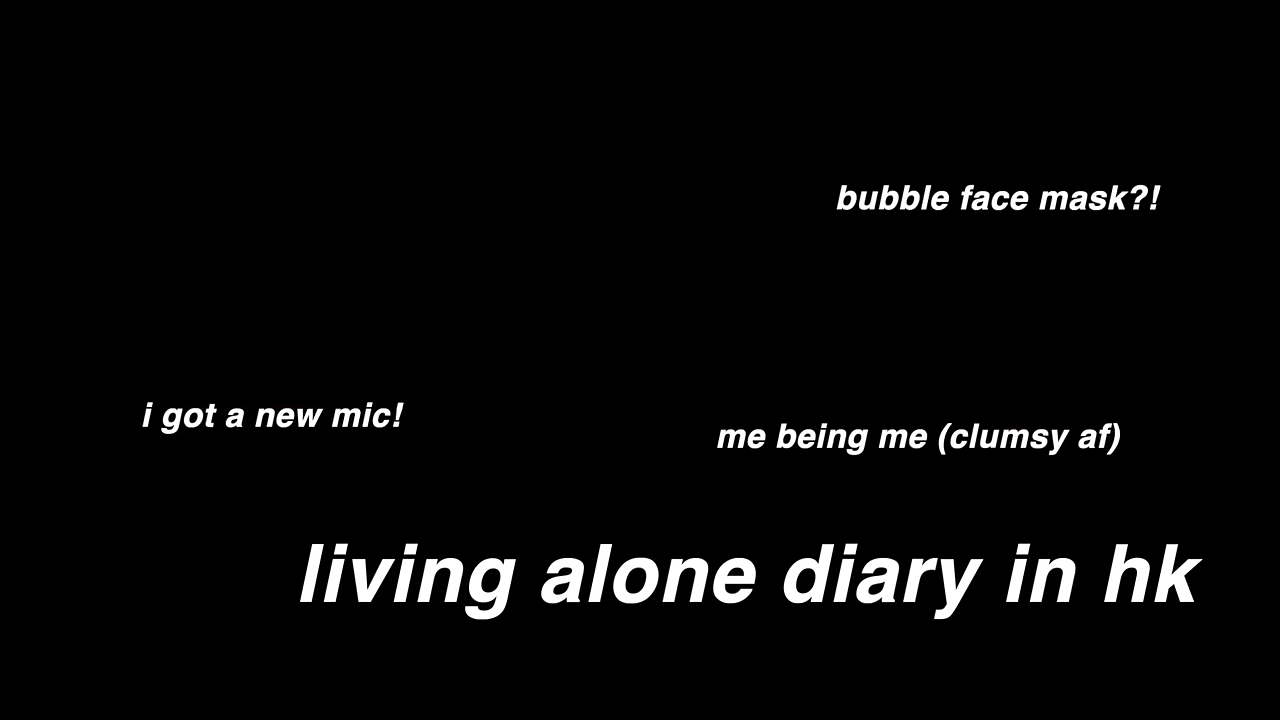 bubble face mask?!
i got a new mic!
me being me (clumsy af)
living alone diary in hk